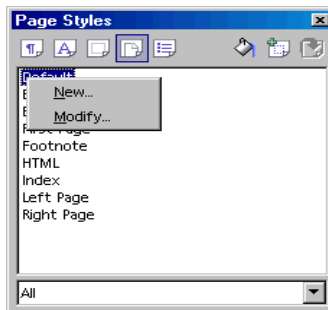 Page Styles
Default
New...
Modify...
First Page
Footnote
HTML
Index
Left Page
Right Page
All